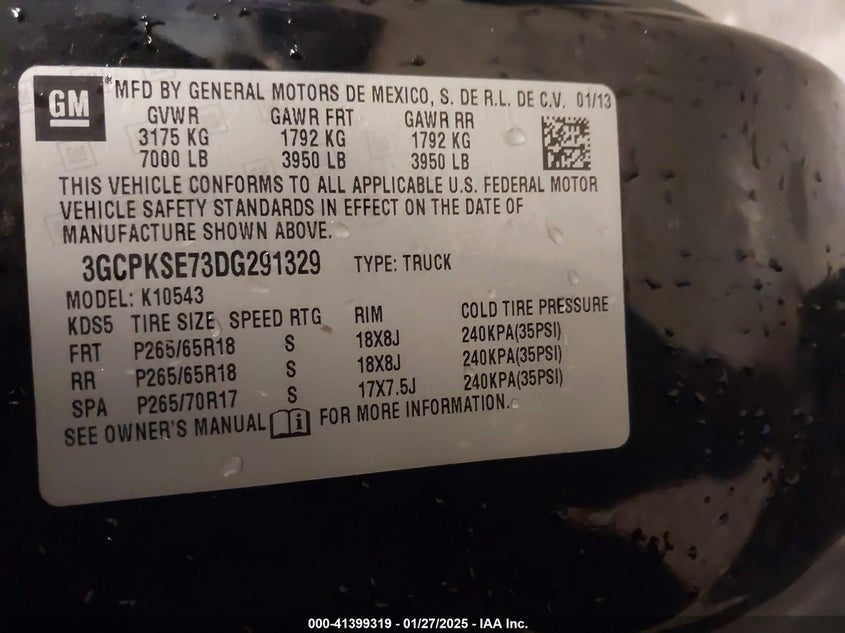 GM
MFD BY GENERAL MOTORS DE MEXICO, S. DE R.L. DE C.V. 01/13
GVWR GAWR FRT GAWR RR
3175 KG 1792 KG 1792 KG
7000 LB 3950 LB 3950 LB
THIS VEHICLE CONFORMS TO ALL APPLICABLE U.S. FEDERAL MOTOR
VEHICLE SAFETY STANDARDS IN EFFECT ON THE DATE OF
MANUFACTURE SHOWN ABOVE.
3GCPKSE73DG291329 TYPE: TRUCK
MODEL: K10543
KDS5 TIRE SIZE SPEED RTG RIM COLD TIRE PRESSURE
FRT P265/65R18 S 18X8J 240KPA(35PSI)
RR P265/65R18 S 18X8J 240KPA(35PSI)
SPA P265/70R17 S 17X7.5J 240KPA(35PSI)
SEE OWNER'S MANUAL FOR MORE INFORMATION.
000-41399319 | 01/27/2025 - IAA Inc.